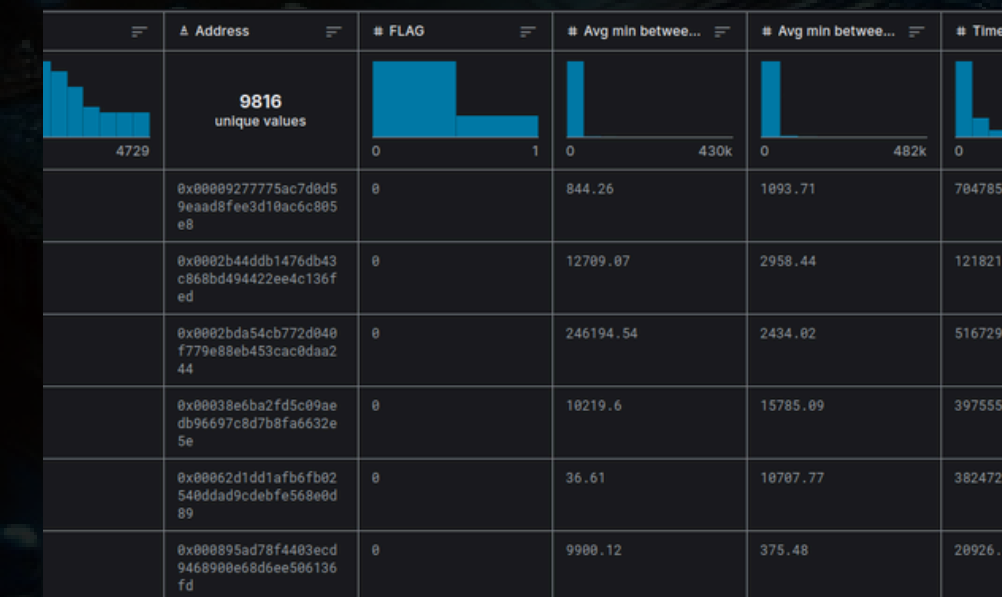 Address # FLAG # Avg min betwee... # Avg min betwee... # Time
9816
unique values
4729 0 1 0 430k 0 482k 0
0x00009277775ac7d0d5 0 844.26 1093.71 704785
9eaad8fee3d10ac6c805
e8
0x0002b44ddb1476db43 0 12709.07 2958.44 121821
c868bd494422ee4c136f
ed
0x0002bda54cb772d040 0 246194.54 2434.02 516729
f779e88eb453cac0daa2
44
0x00038e6ba2fd5c09ae 0 10219.6 15785.09 397555
db96697c8d7b8fa6632e
5e
0x00062d1dd1afb6fb02 0 36.61 10707.77 382472
540ddad9cdebfe568e0d
89
0x000895ad78f4403ecd 0 9900.12 375.48 20926.
9468900e68d6ee506136
fd